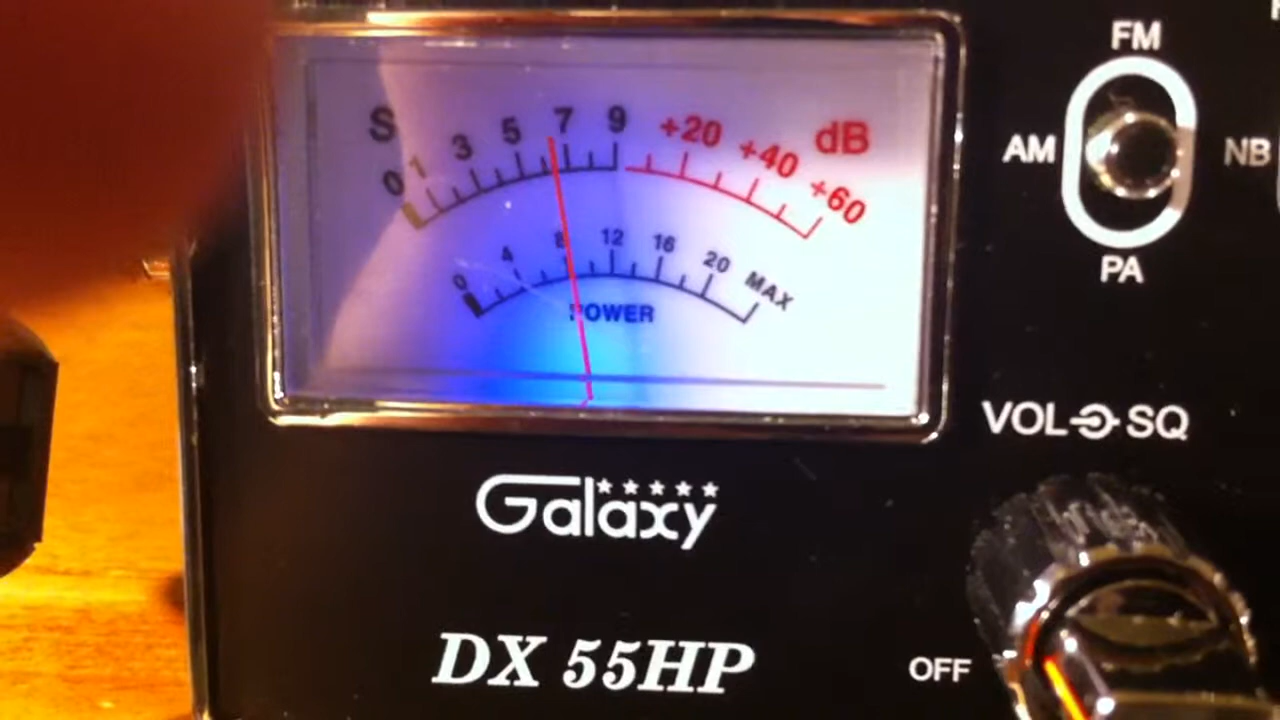 S 0 1 3 5 7 9 +20 +40 +60 dB
0 4 8 12 16 20 MAX
POWER
FM
AM
NB
PA
VOL SQ
Galaxy
DX 55HP
OFF